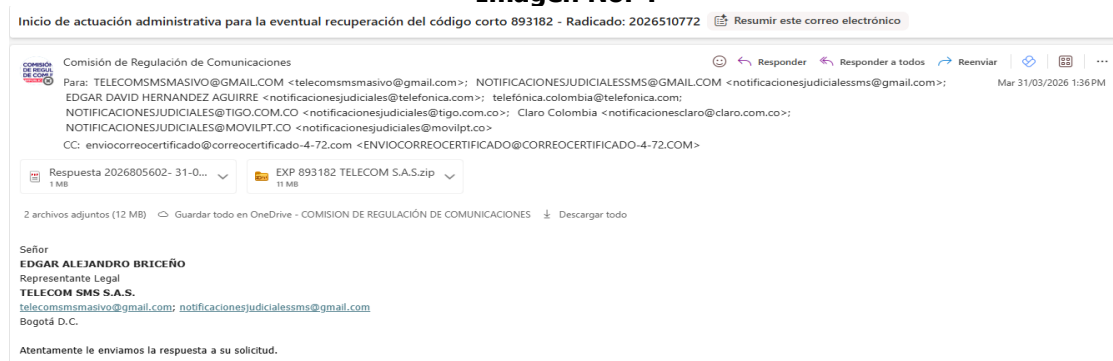 Imagen No. 1
Inicio de actuación administrativa para la eventual recuperación del código corto 893182 - Radicado: 2026510772 Resumir este correo electrónico
Comisión de Regulación de Comunicaciones
Responder Responder a todos Reenviar
Para: TELECOMSMSMASIVO@GMAIL.COM <telecomsmsmasivo@gmail.com>; NOTIFICACIONESJUDICIALESSMS@GMAIL.COM <notificacionesjudicialessms@gmail.com>; Mar 31/03/2026 1:36 PM
EDGAR DAVID HERNANDEZ AGUIRRE <notificacionesjudiciales@telefonica.com>; telefónica.colombia@telefonica.com;
NOTIFICACIONESJUDICIALES@TIGO.COM.CO <notificacionesjudiciales@tigo.com.co>; Claro Colombia <notificacionesclaro@claro.com.co>;
NOTIFICACIONESJUDICIALES@MOVILPT.CO <notificacionesjudiciales@movilpt.co>
CC: enviocorreocertificado@correocertificado-4-72.com <ENVIOCORREOCERTIFICADO@CORREOCERTIFICADO-4-72.COM>
Respuesta 2026805602- 31-0...
1 MB
EXP 893182 TELECOM S.A.S.zip
11 MB
2 archivos adjuntos (12 MB) Guardar todo en OneDrive - COMISION DE REGULACIÓN DE COMUNICACIONES Descargar todo
Señor
EDGAR ALEJANDRO BRICEÑO
Representante Legal
TELECOM SMS S.A.S.
telecomsmsmasivo@gmail.com; notificacionesjudicialessms@gmail.com
Bogotá D.C.
Atentamente le enviamos la respuesta a su solicitud.